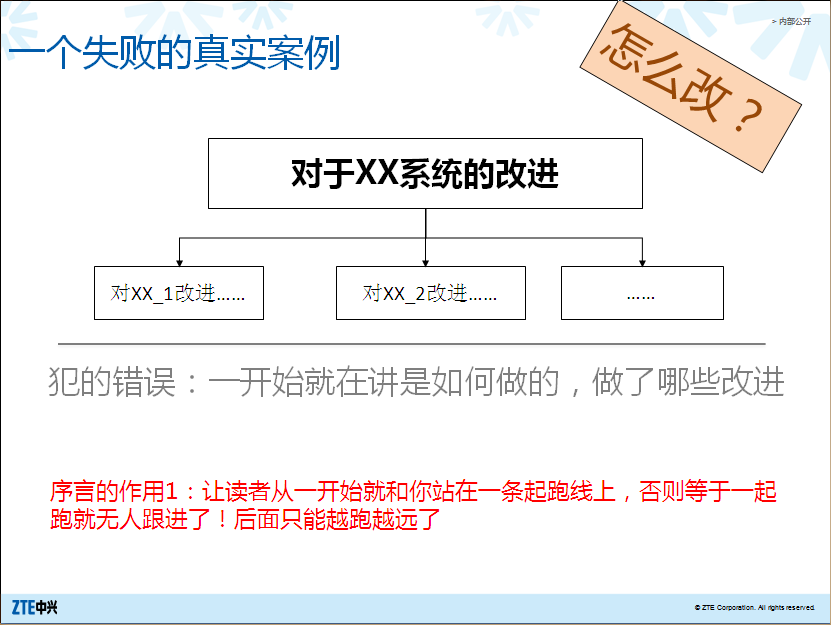 > 内部公开
一个失败的真实案例
怎么改？
对于XX系统的改进
对XX_1改进……
对XX_2改进……
……
犯的错误：一开始就在讲是如何做的，做了哪些改进
序言的作用1：让读者从一开始就和你站在一条起跑线上，否则等于一起
跑就无人跟进了！后面只能越跑越远了
ZTE中兴
© ZTE Corporation. All rights reserved.